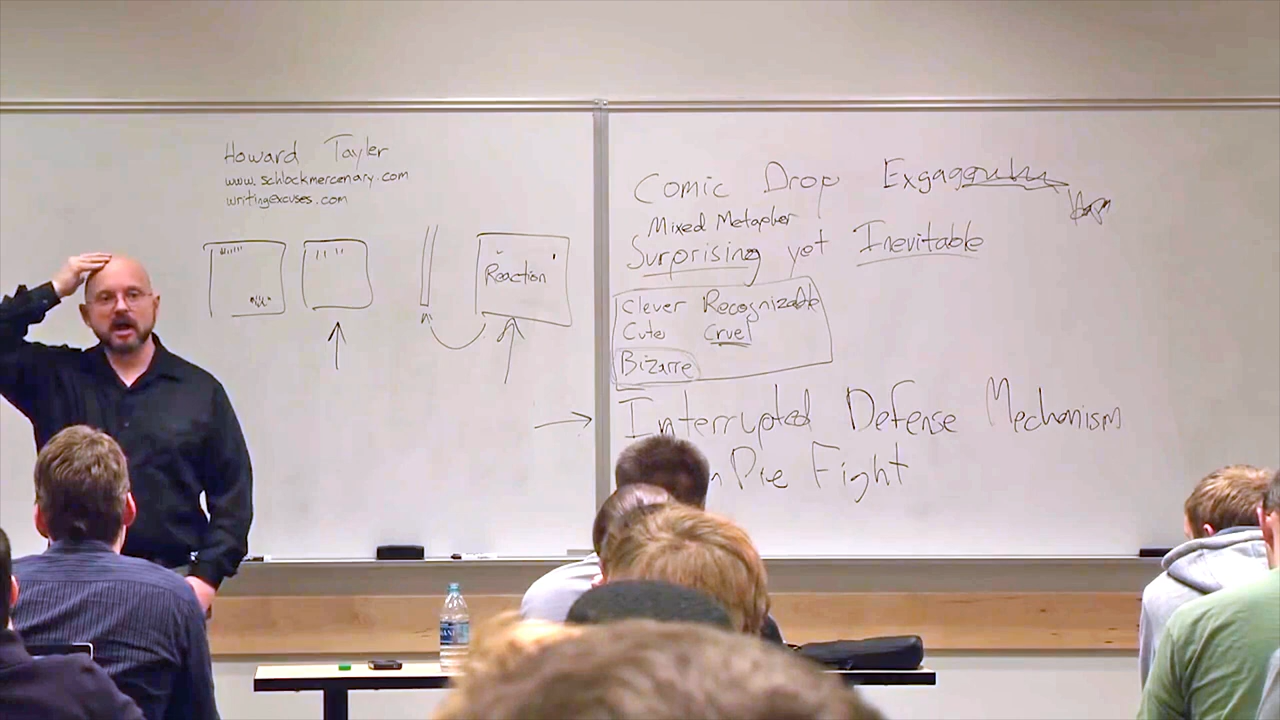 Howard Tayler
www.schlockmercenary.com
writingexcuses.com
Reaction
Comic Drop
Mixed Metapher
Surprising yet Inevitable
Clever Recognizable
Cute Cruel
Bizarre
Interrupted Defense Mechanism
Pie Fight